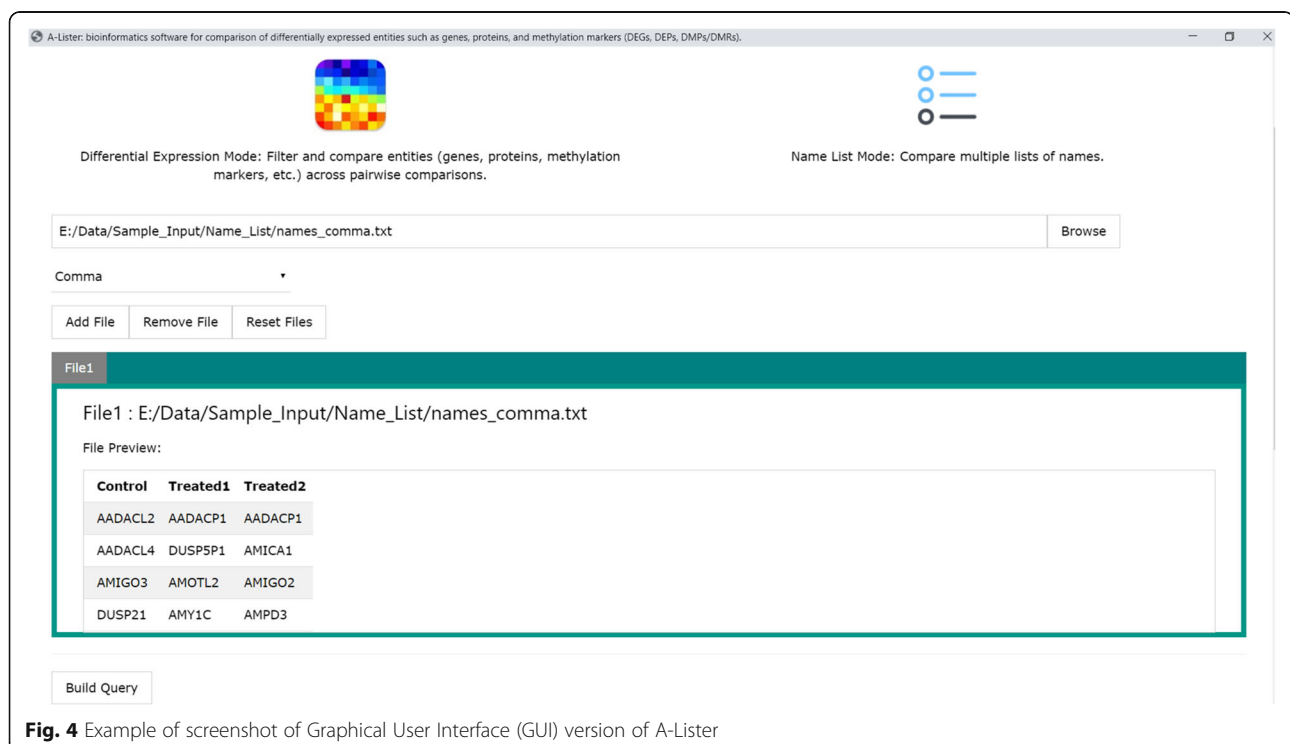 A-Lister: bioinformatics software for comparison of differentially expressed entities such as genes, proteins, and methylation markers (DEGs, DEPs, DMPs/DMRs).
Differential Expression Mode: Filter and compare entities (genes, proteins, methylation
markers, etc.) across pairwise comparisons.
Name List Mode: Compare multiple lists of names.
E:/Data/Sample_Input/Name_List/names_comma.txt Browse
Comma
Add File Remove File Reset Files
File1
File1 : E:/Data/Sample_Input/Name_List/names_comma.txt
File Preview:
Control Treated1 Treated2
AADACL2 AADACP1 AADACP1
AADACL4 DUSP5P1 AMICA1
AMIGO3 AMOTL2 AMIGO2
DUSP21 AMY1C AMPD3
Build Query
Fig. 4 Example of screenshot of Graphical User Interface (GUI) version of A-Lister